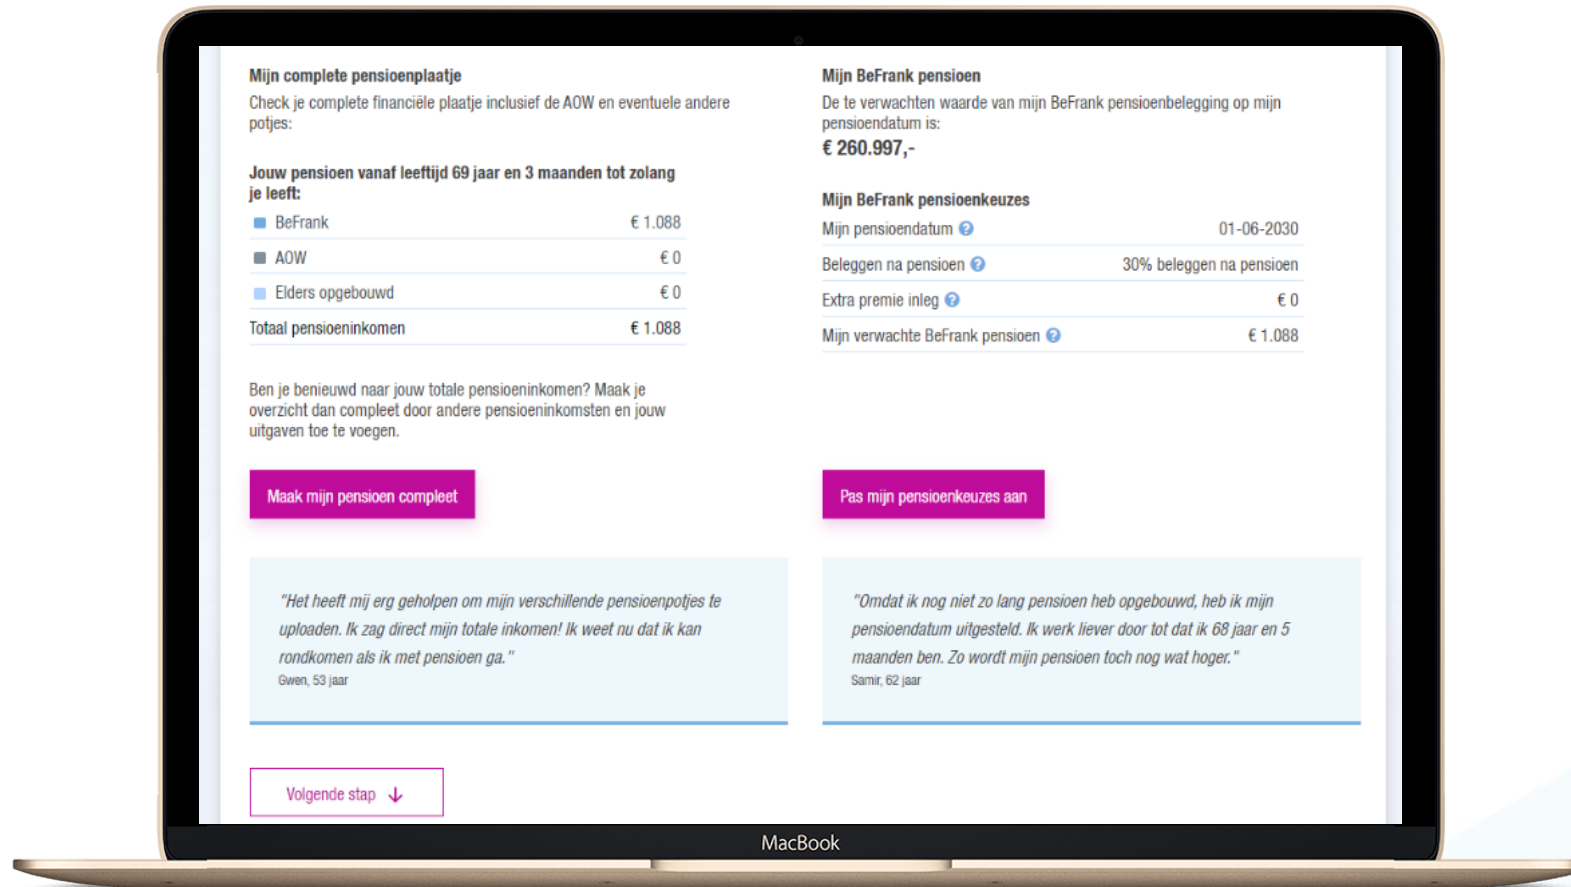 Mijn complete pensioenplaatje
Check je complete financiële plaatje inclusief de AOW en eventuele andere
potjes:
Jouw pensioen vanaf leeftijd 69 jaar en 3 maanden tot zolang
je leeft:
BeFrank € 1.088
AOW € 0
Elders opgebouwd € 0
Totaal pensioeninkomen € 1.088
Ben je benieuwd naar jouw totale pensioeninkomen? Maak je
overzicht dan compleet door andere pensioeninkomsten en jouw
uitgaven toe te voegen.
Maak mijn pensioen compleet
"Het heeft mij erg geholpen om mijn verschillende pensioenpotjes te
uploaden. Ik zag direct mijn totale inkomen! Ik weet nu dat ik kan
rondkomen als ik met pensioen ga."
Gwen, 53 jaar
Volgende stap
Mijn BeFrank pensioen
De te verwachten waarde van mijn BeFrank pensioenbelegging op mijn
pensioendatum is:
€ 260.997,-
Mijn BeFrank pensioenkeuzes
Mijn pensioendatum ? 01-06-2030
Beleggen na pensioen ? 30% beleggen na pensioen
Extra premie inleg ? € 0
Mijn verwachte BeFrank pensioen ? € 1.088
Pas mijn pensioenkeuzes aan
"Omdat ik nog niet zo lang pensioen heb opgebouwd, heb ik mijn
pensioendatum uitgesteld. Ik werk liever door tot dat ik 68 jaar en 5
maanden ben. Zo wordt mijn pensioen toch nog wat hoger."
Samir, 62 jaar
MacBook